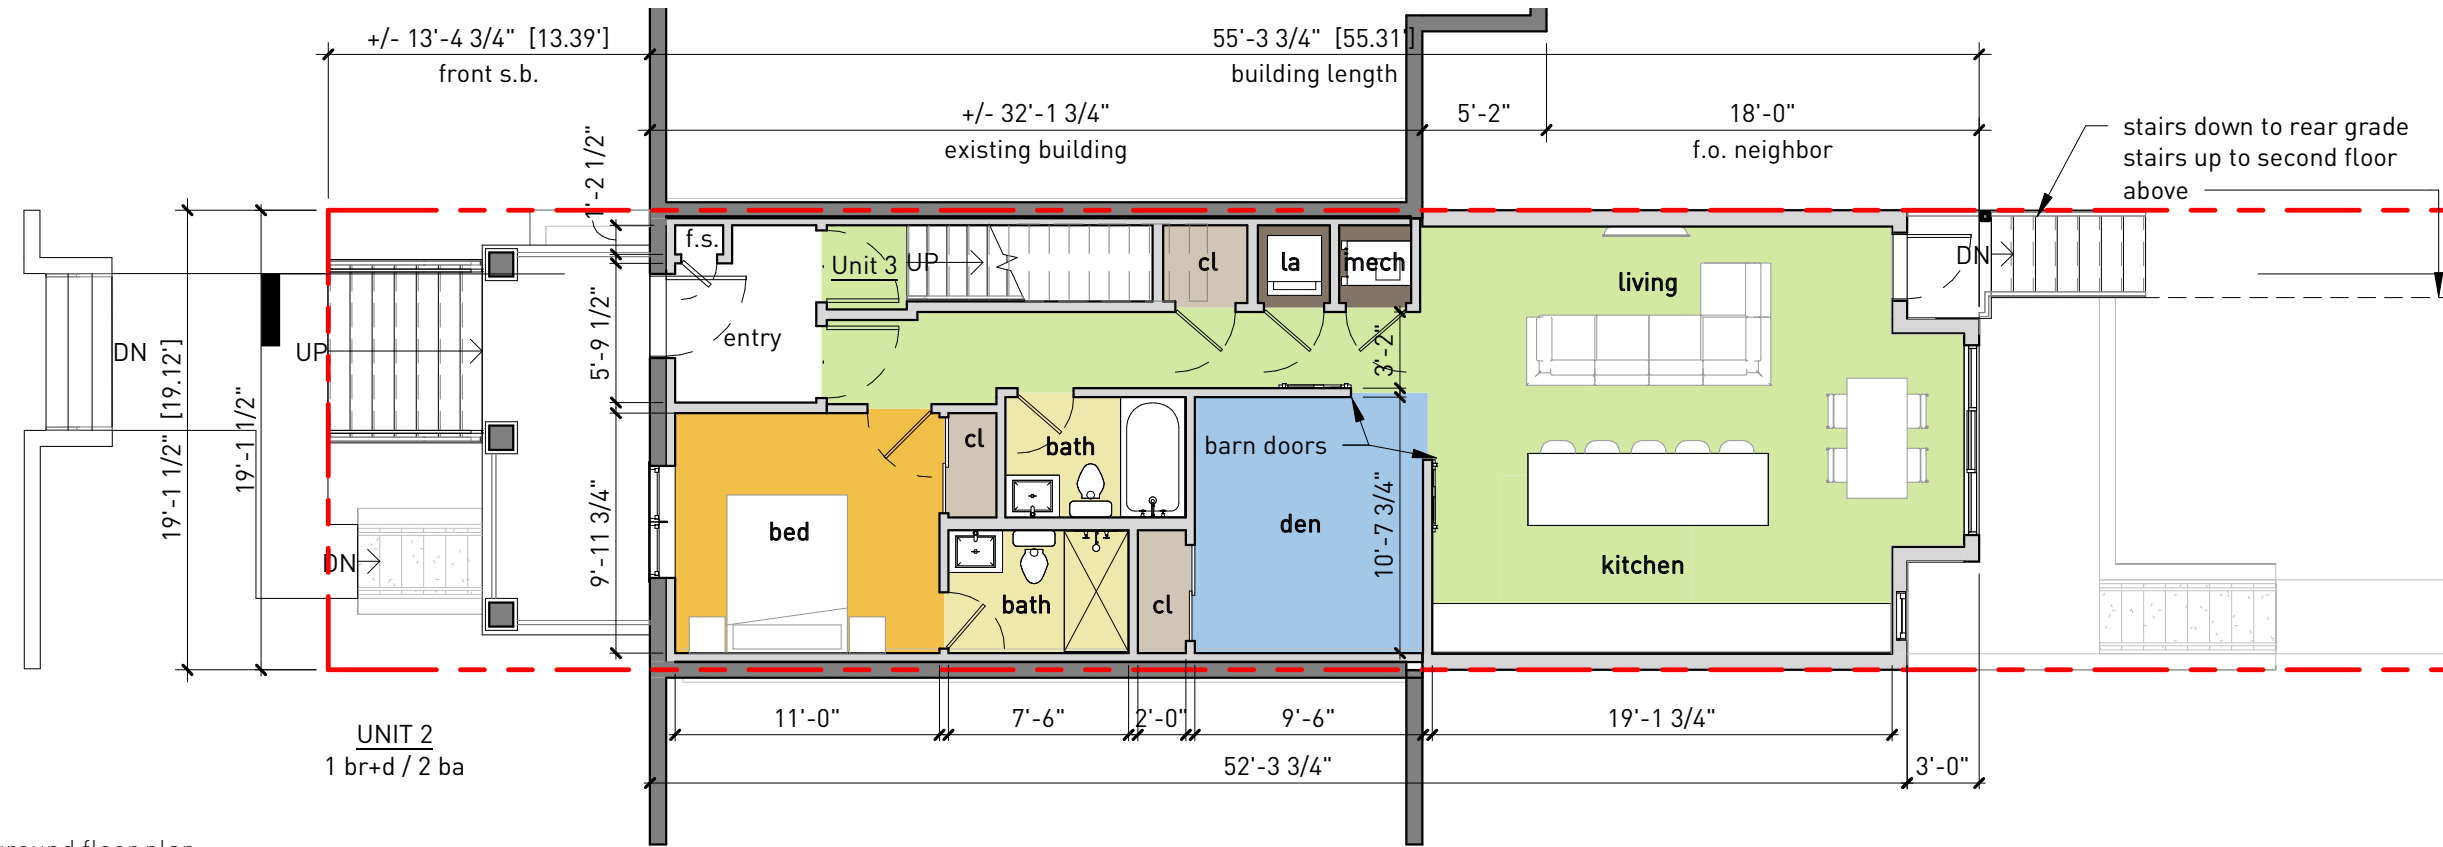 +/- 13'-4 3/4" [13.39']
front s.b.
55'-3 3/4" [55.31']
building length
+/- 32'-1 3/4"
existing building
5'-2"
18'-0"
f.o. neighbor
stairs down to rear grade
stairs up to second floor
above
1'-2 1/2"
f.s.
Unit 3
UP
cl
la
mech
living
DN
entry
DN
UP
19'-1 1/2" [19.12']
19'-1 1/2"
5'-9 1/2"
3'-2"
cl
bath
barn doors
bed
den
kitchen
DN
9'-11 3/4"
10'-7 3/4"
bath
cl
11'-0"
7'-6"
2'-0"
9'-6"
19'-1 3/4"
UNIT 2
1 br+d / 2 ba
52'-3 3/4"
3'-0"